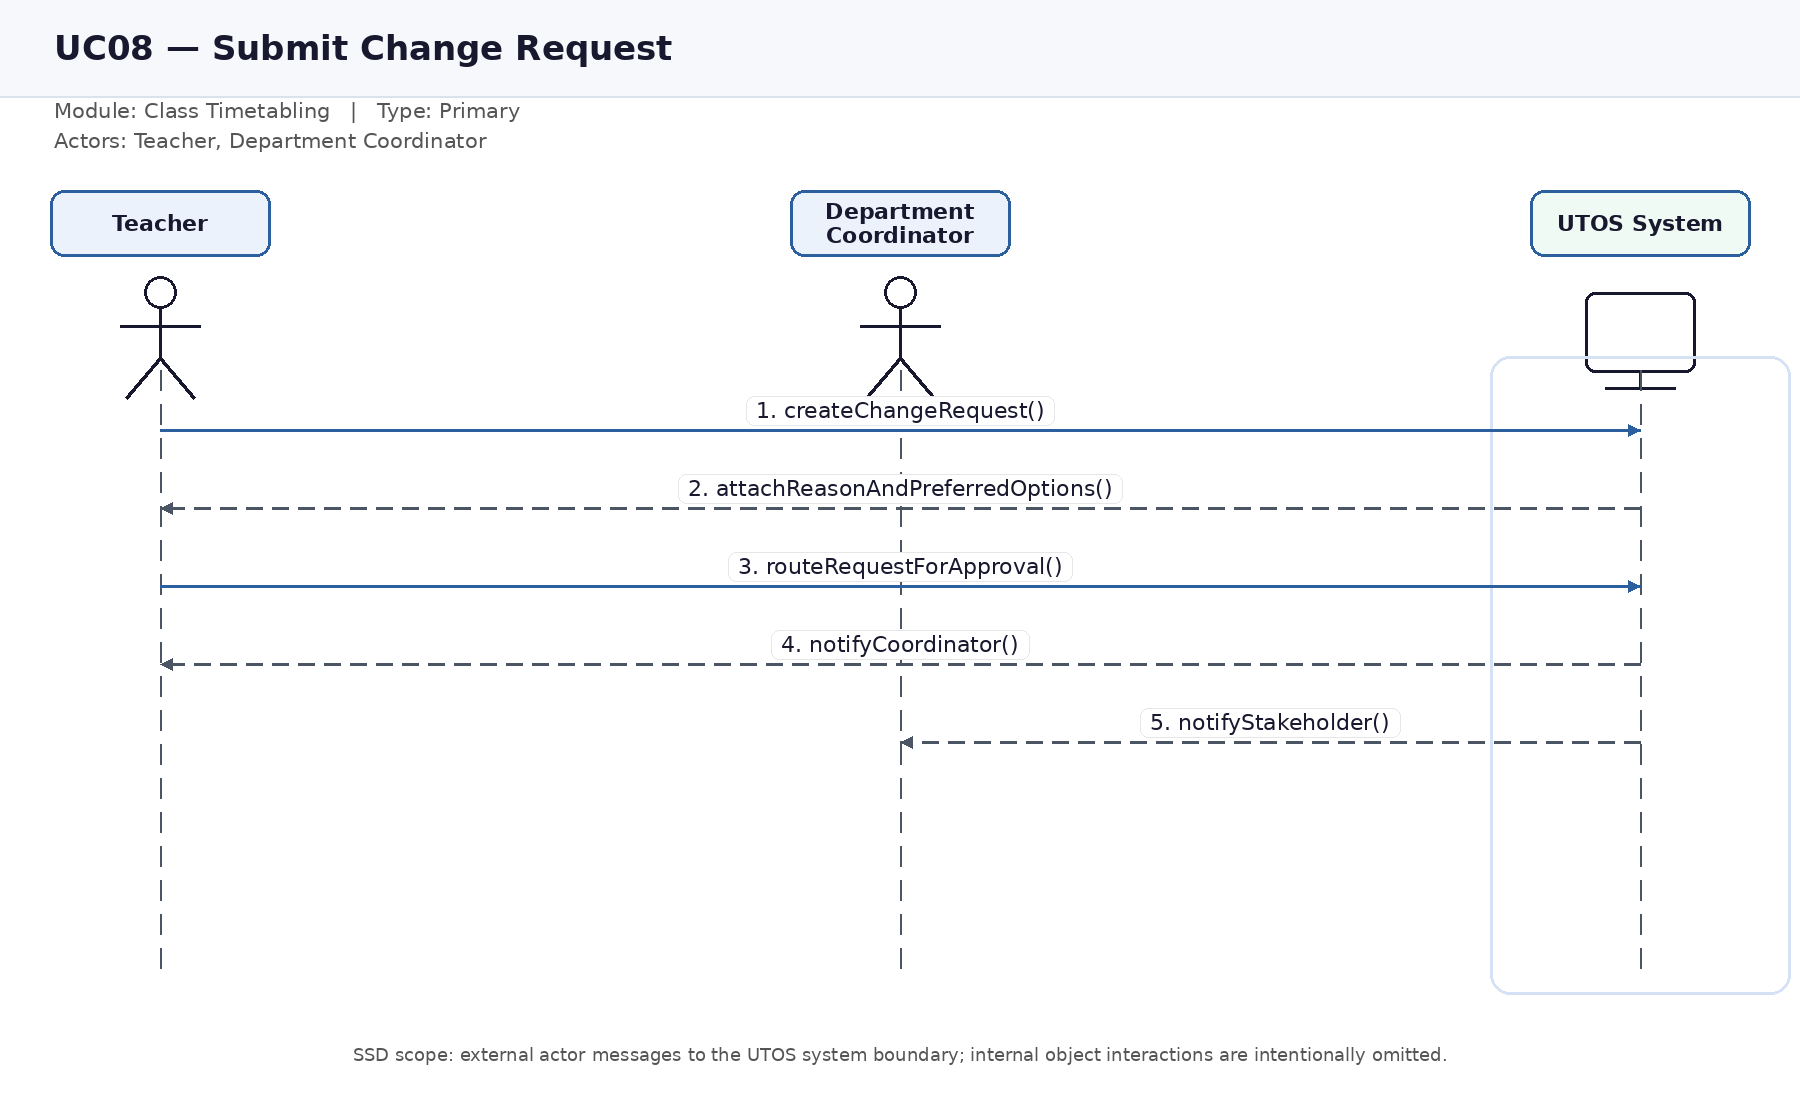 UC08 — Submit Change Request
Module: Class Timetabling | Type: Primary
Actors: Teacher, Department Coordinator
Teacher
Department
Coordinator
UTOS System
1. createChangeRequest()
2. attachReasonAndPreferredOptions()
3. routeRequestForApproval()
4. notifyCoordinator()
5. notifyStakeholder()
SSD scope: external actor messages to the UTOS system boundary; internal object interactions are intentionally omitted.